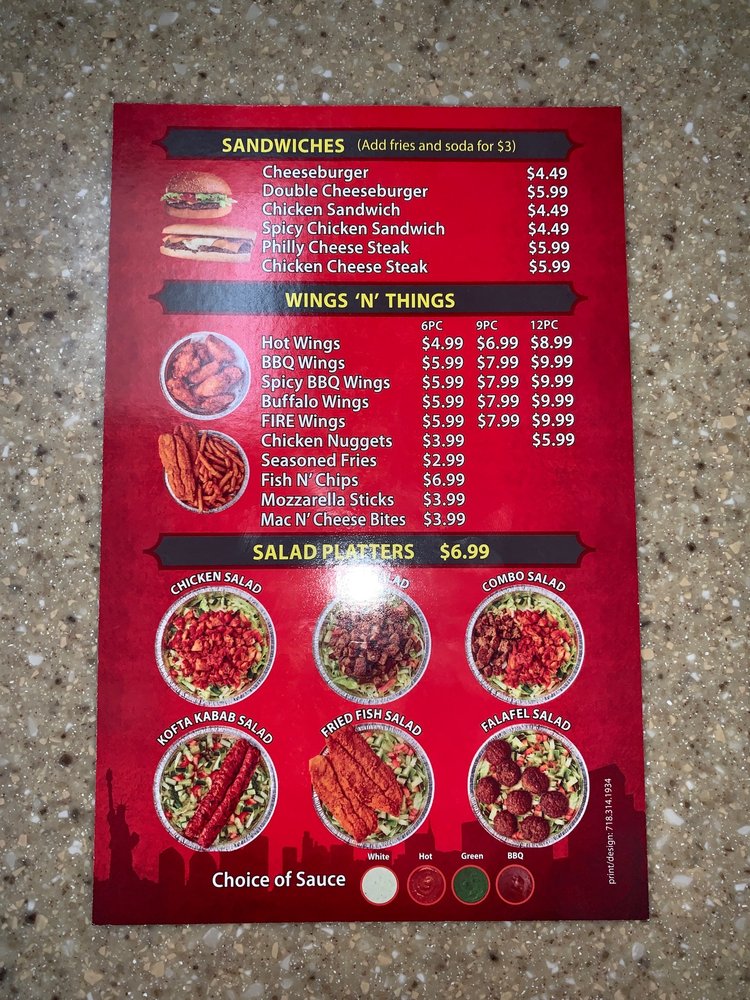 SANDWICHES (Add fries and soda for $3)
Cheeseburger $4.49
Double Cheeseburger $5.99
Chicken Sandwich $4.49
Spicy Chicken Sandwich $4.49
Philly Cheese Steak $5.99
Chicken Cheese Steak $5.99
WINGS ‘N’ THINGS
6PC 9PC 12PC
Hot Wings $4.99 $6.99 $8.99
BBQ Wings $5.99 $7.99 $9.99
Spicy BBQ Wings $5.99 $7.99 $9.99
Buffalo Wings $5.99 $7.99 $9.99
FIRE Wings $5.99 $7.99 $9.99
Chicken Nuggets $3.99 $5.99
Seasoned Fries $2.99
Fish N’ Chips $6.99
Mozzarella Sticks $3.99
Mac N’ Cheese Bites $3.99
SALAD PLATTERS $6.99
CHICKEN SALAD
COMBO SALAD
KOFTA KABAB SALAD
FRIED FISH SALAD
FALAFEL SALAD
Choice of Sauce
White Hot Green BBQ
print/design: 718.314.1934